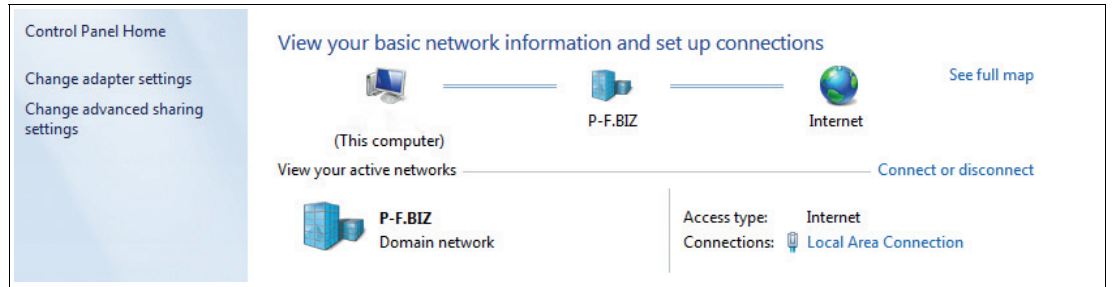 Control Panel Home
Change adapter settings
Change advanced sharing
settings
View your basic network information and set up connections
See full map
(This computer)
P-F.BIZ
Internet
View your active networks
Connect or disconnect
P-F.BIZ
Domain network
Access type: Internet
Connections: Local Area Connection